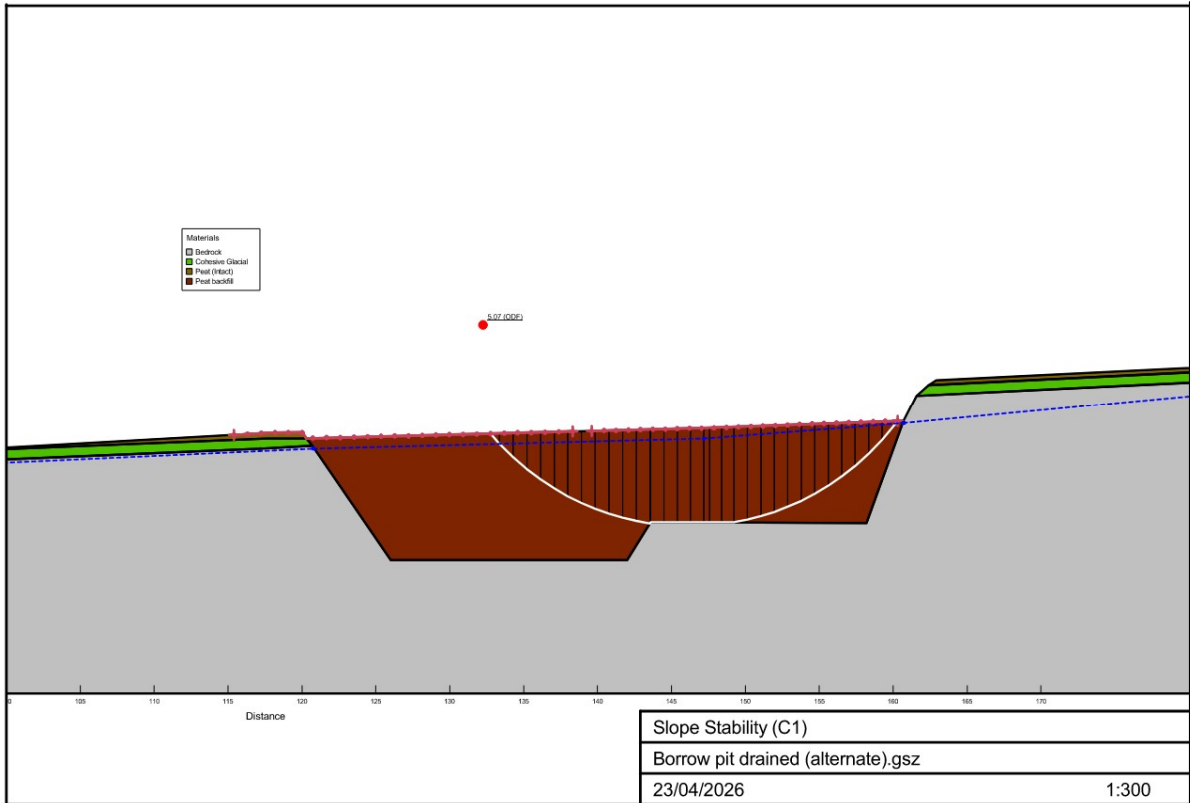 Materials
Bedrock
Cohesive Glacial
Peat (Intact)
Peat backfill
5.07 (ODF)
0 105 110 115 120 125 130 135 140 145 150 155 160 165 170
Distance
Slope Stability (C1)
Borrow pit drained (alternate).gsz
23/04/2026 1:300